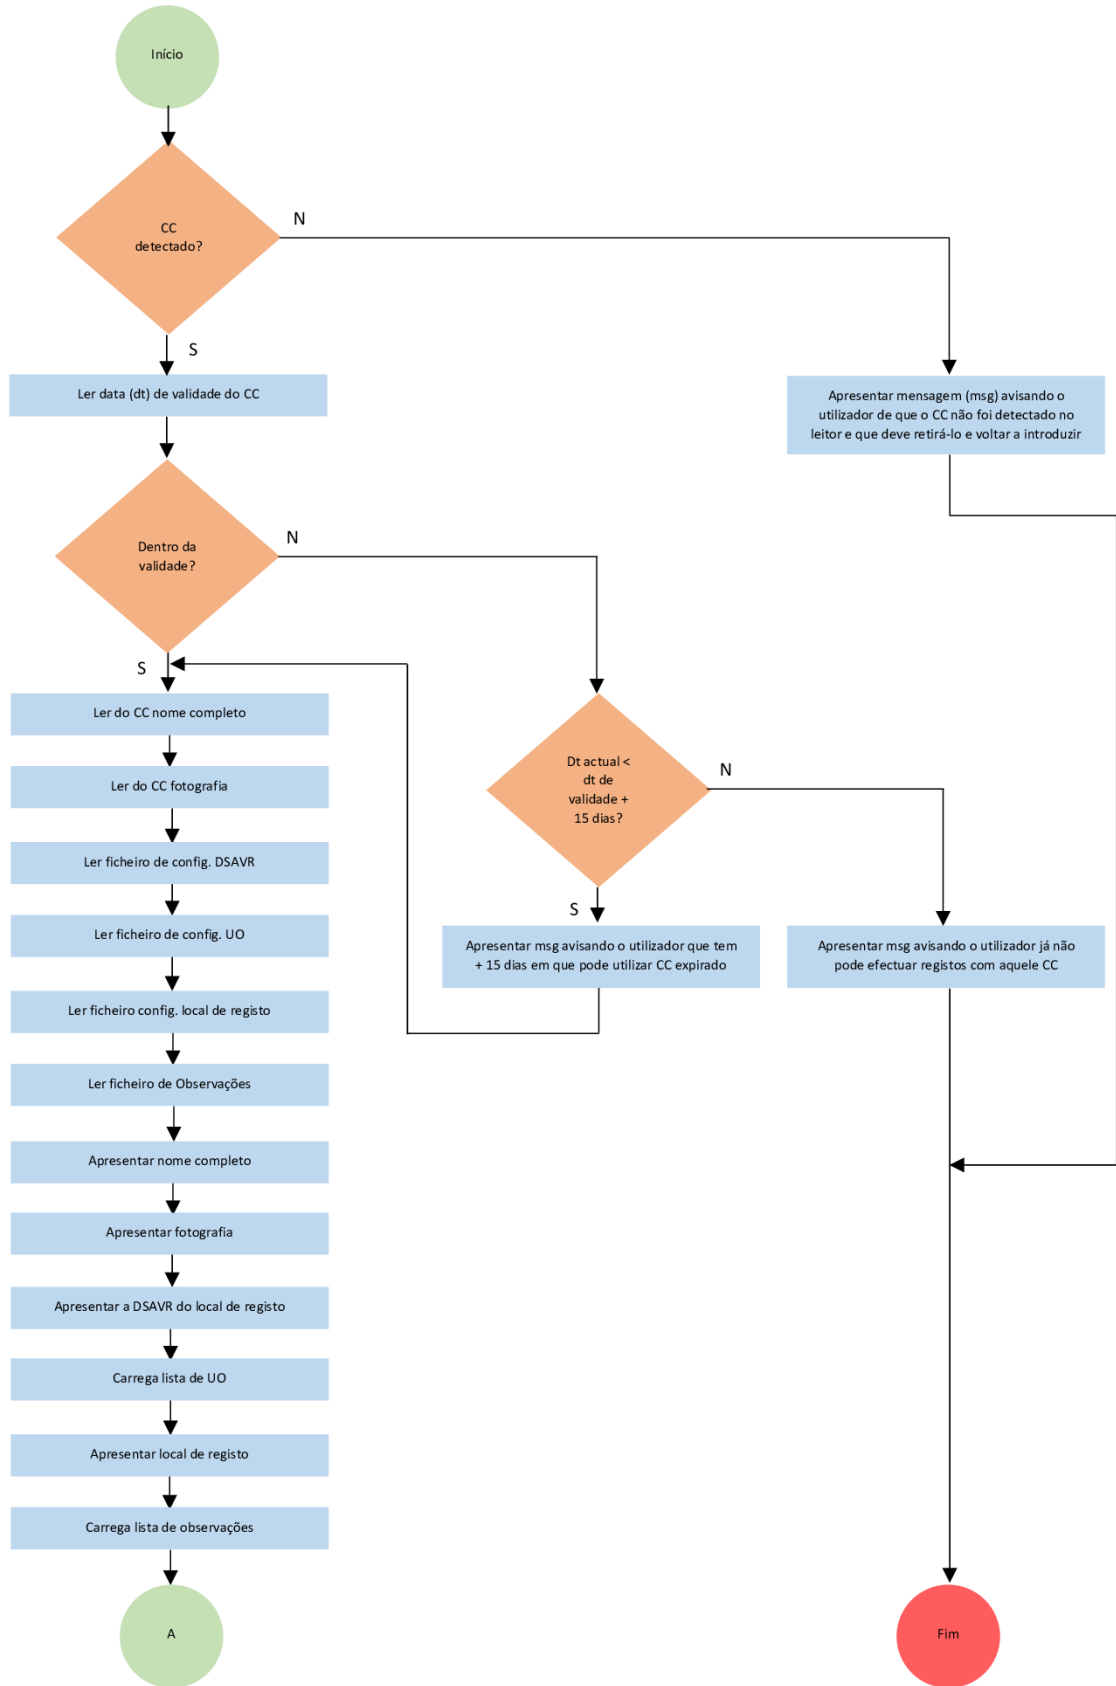 Início
CC
detectado?
N
S
Ler data (dt) de validade do CC
Apresentar mensagem (msg) avisando o
utilizador de que o CC não foi detectado no
leitor e que deve retirá-lo e voltar a introduzir
Dentro da
validade?
N
S
Ler do CC nome completo
Ler do CC fotografia
Dt actual <
dt de
validade +
15 dias?
N
S
Ler ficheiro de config. DSAVR
Ler ficheiro de config. UO
Apresentar msg avisando o utilizador que tem
+ 15 dias em que pode utilizar CC expirado
Apresentar msg avisando o utilizador já não
pode efectuar registos com aquele CC
Ler ficheiro config. local de registo
Ler ficheiro de Observações
Apresentar nome completo
Apresentar fotografia
Apresentar a DSAVR do local de registo
Carrega lista de UO
Apresentar local de registo
Carrega lista de observações
A
Fim